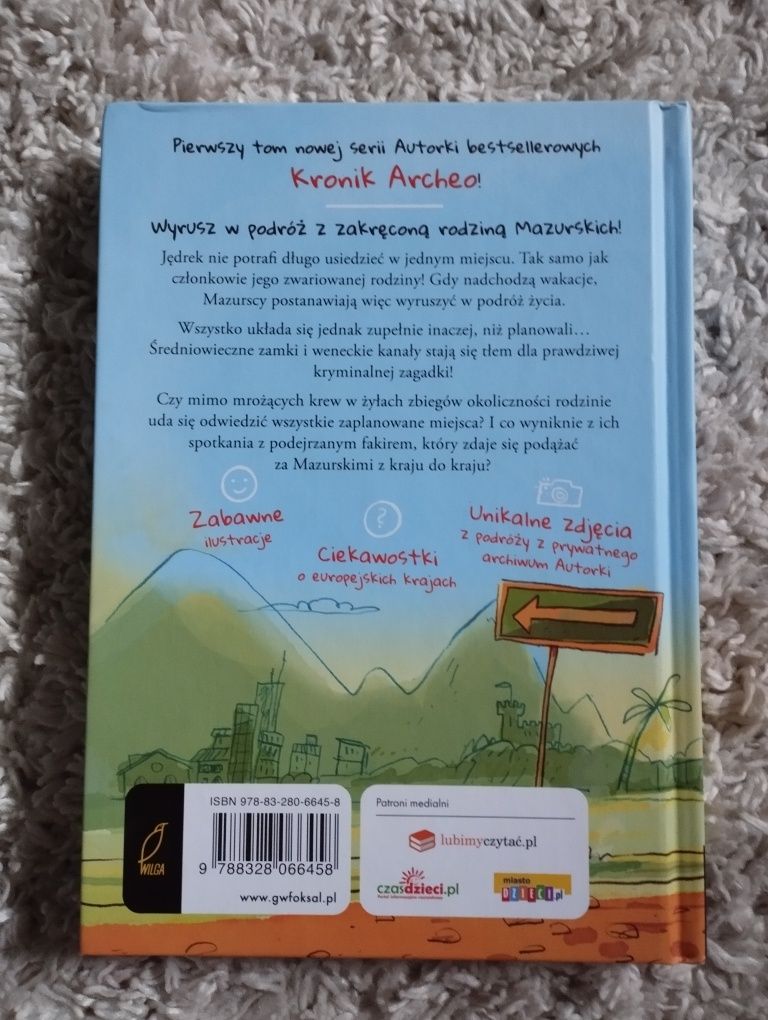 Pierwszy tom nowej serii Autorki bestsellerowych
Kronik Archeo!
Wyrusz w podróż z zakręconą rodziną Mazurskich!
Jędrek nie potrafi długo usiedzieć w jednym miejscu. Tak samo jak
członkowie jego zwariowanej rodziny! Gdy nadchodzą wakacje,
Mazurscy postanawiają więc wyruszyć w podróż życia.
Wszystko układa się jednak zupełnie inaczej, niż planowali…
Średniowieczne zamki i weneckie kanały stają się tłem dla prawdziwej
kryminalnej zagadki!
Czy mimo mrożących krew w żyłach zbiegów okoliczności rodzinie
uda się odwiedzić wszystkie zaplanowane miejsca? I co wyniknie z ich
spotkania z podejrzanym fakirem, który zdaje się podążać
za Mazurskimi z kraju do kraju?
Zabawne
ilustracje
?
Ciekawostki
o europejskich krajach
Unikalne zdjęcia
z podróży z prywatnego
archiwum Autorki
WILGA
ISBN 978-83-280-6645-8
9 788328 066458
www.gwfoksal.pl
Patroni medialni
lubimyczytać.pl
czasdzieci.pl
Portal informacyjno-rozrywkowy
miasto
DZIECI.pl